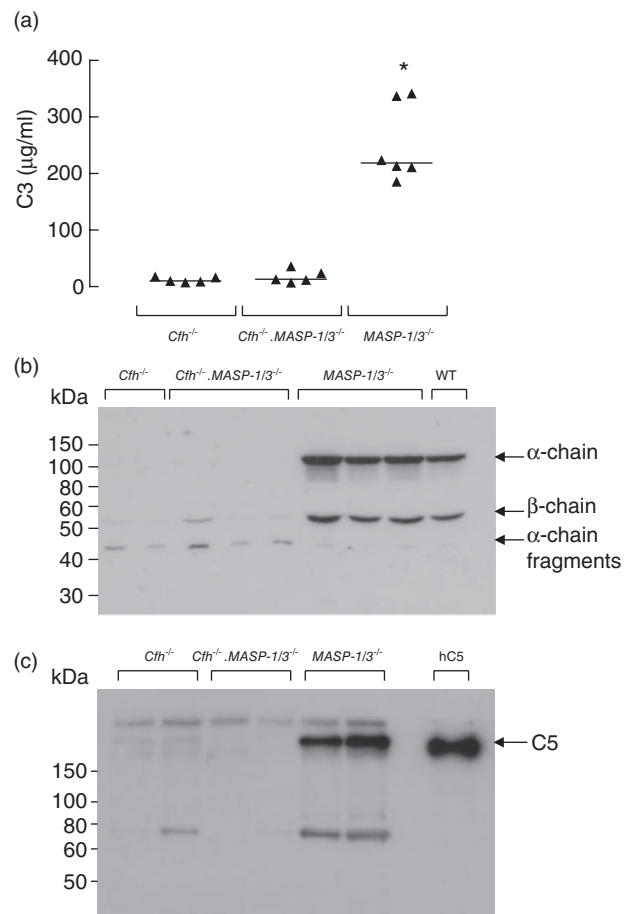 (a)
400
300
200
100
0
C3 (μg/ml)
*
Cfh-/-
Cfh-/-.MASP-1/3-/-
MASP-1/3-/-
(b)
Cfh-/-
Cfh-/-.MASP-1/3-/-
MASP-1/3-/-
WT
kDa
150
100
80
60
50
40
30
α-chain
β-chain
α-chain
fragments
(c)
Cfh-/-
Cfh-/-.MASP-1/3-/-
MASP-1/3-/-
hC5
kDa
150
100
80
60
50
C5